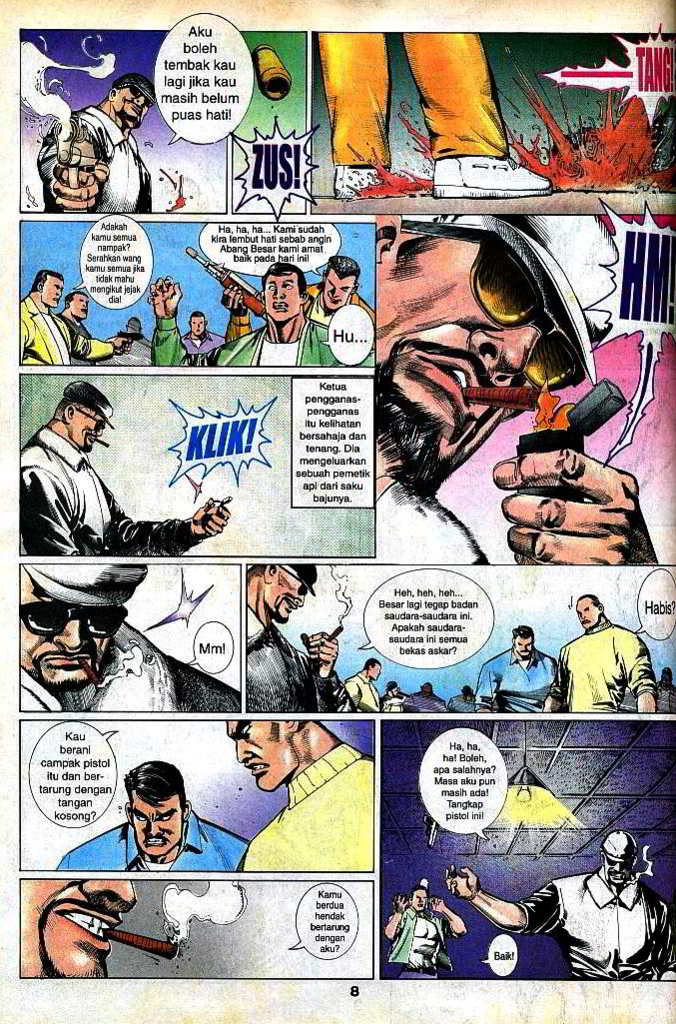 Aku
boleh
tembak kau
lagi jika kau
masih belum
puas hati!
ZUS!
TANG!
Adakah
kamu semua
nampak?
Serahkan wang
kamu semua jika
tidak mahu
mengikut jejak
dia!
Ha, ha, ha... Kami sudah
kira lembut hati sebab angin
Abang Besar kami amat
baik pada hari ini!
Hu...
HM!
KLIK!
Ketua
pengganas-
pengganas
itu kelihatan
bersahaja dan
tenang. Dia
mengeluarkan
sebuah pemetik
api dari saku
bajunya.
Mm!
Heh, heh, heh...
Besar lagi tegap badan
saudara-saudara ini.
Apakah saudara-
saudara ini semua
bekas askar?
Habis?
Kau
berani
campak pistol
itu dan ber-
tarung dengan
tangan
kosong?
Ha, ha,
ha! Boleh,
apa salahnya?
Masa aku pun
masih ada!
Tangkap
pistol ini!
Baik!
Kamu
berdua
hendak
bertarung
dengan
aku?
8